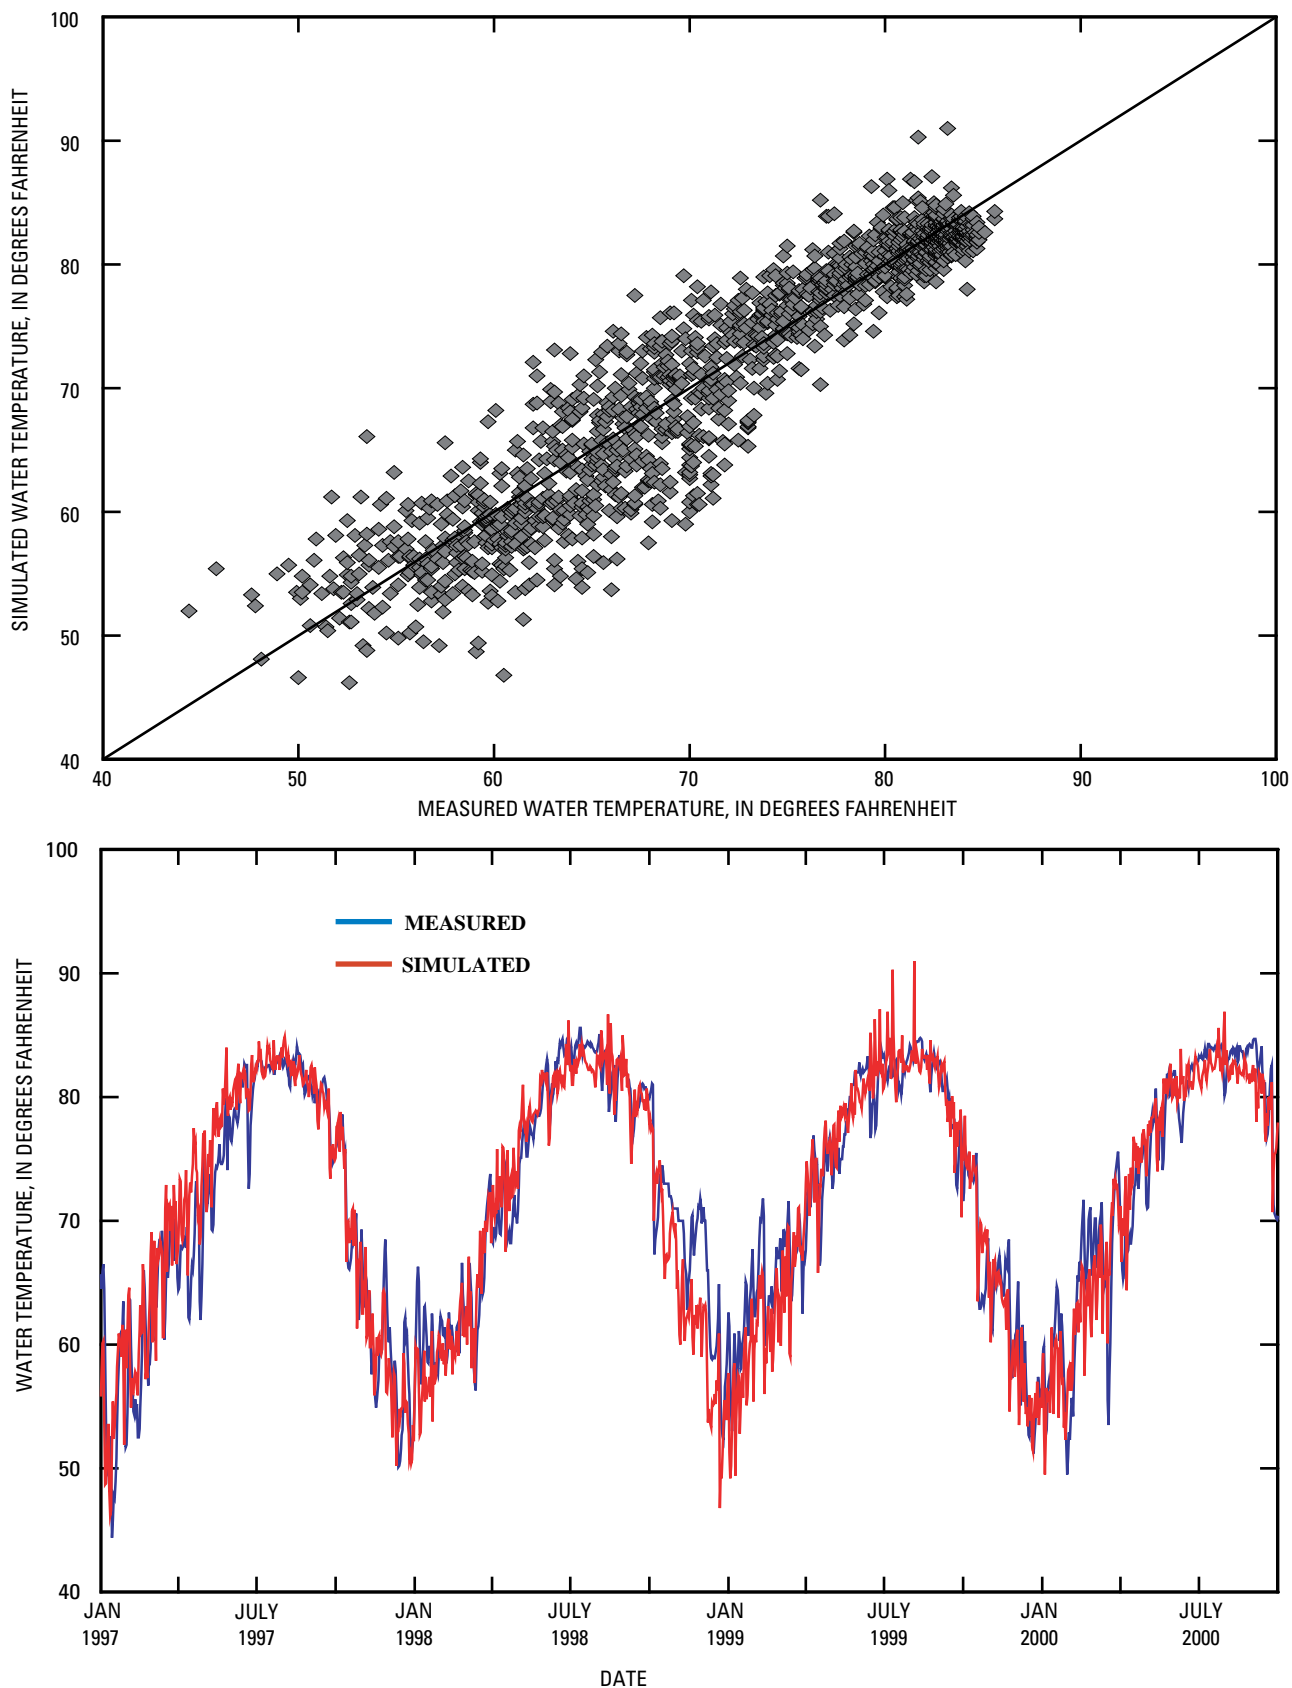 100
90
80
70
60
50
40
SIMULATED WATER TEMPERATURE, IN DEGREES FAHRENHEIT
40 50 60 70 80 90 100
MEASURED WATER TEMPERATURE, IN DEGREES FAHRENHEIT
100
90
80
70
60
50
40
WATER TEMPERATURE, IN DEGREES FAHRENHEIT
MEASURED
SIMULATED
JAN JULY JAN JULY JAN JULY JAN JULY
1997 1997 1998 1998 1999 1999 2000 2000
DATE